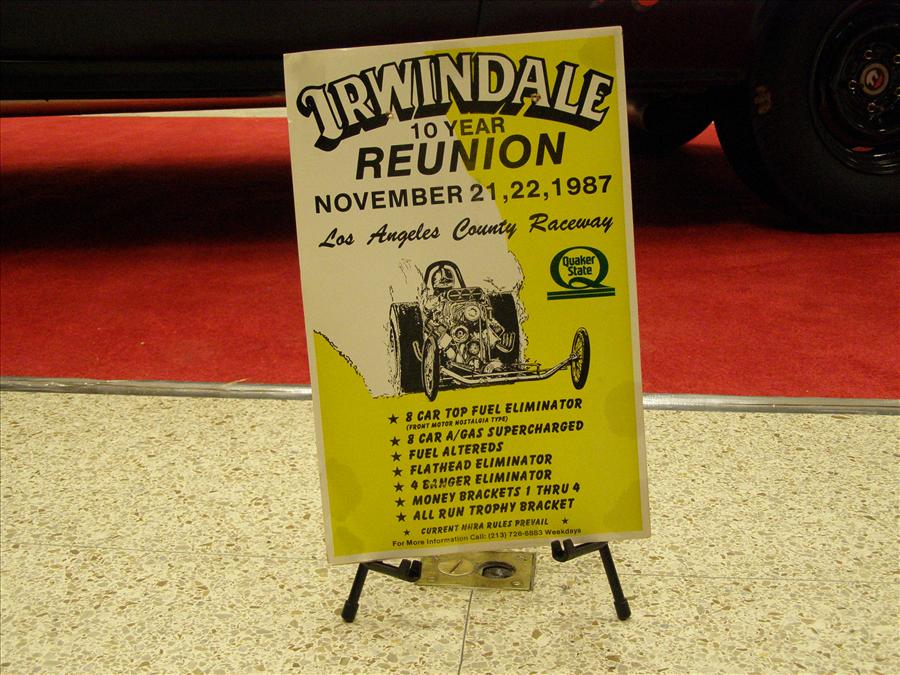 IRWINDALE
10 YEAR
REUNION
NOVEMBER 21,22,1987
Los Angeles County Raceway
Quaker
State
★ 8 CAR TOP FUEL ELIMINATOR
(FRONT MOTOR NOSTALGIA TYPE)
★ 8 CAR A/GAS SUPERCHARGED
★ FUEL ALTEREDS
★ FLATHEAD ELIMINATOR
★ 4 BANGER ELIMINATOR
★ MONEY BRACKETS 1 THRU 4
★ ALL RUN TROPHY BRACKET
★ CURRENT NHRA RULES PREVAIL ★
For More Information Call: (213) 726-8883 Weekdays